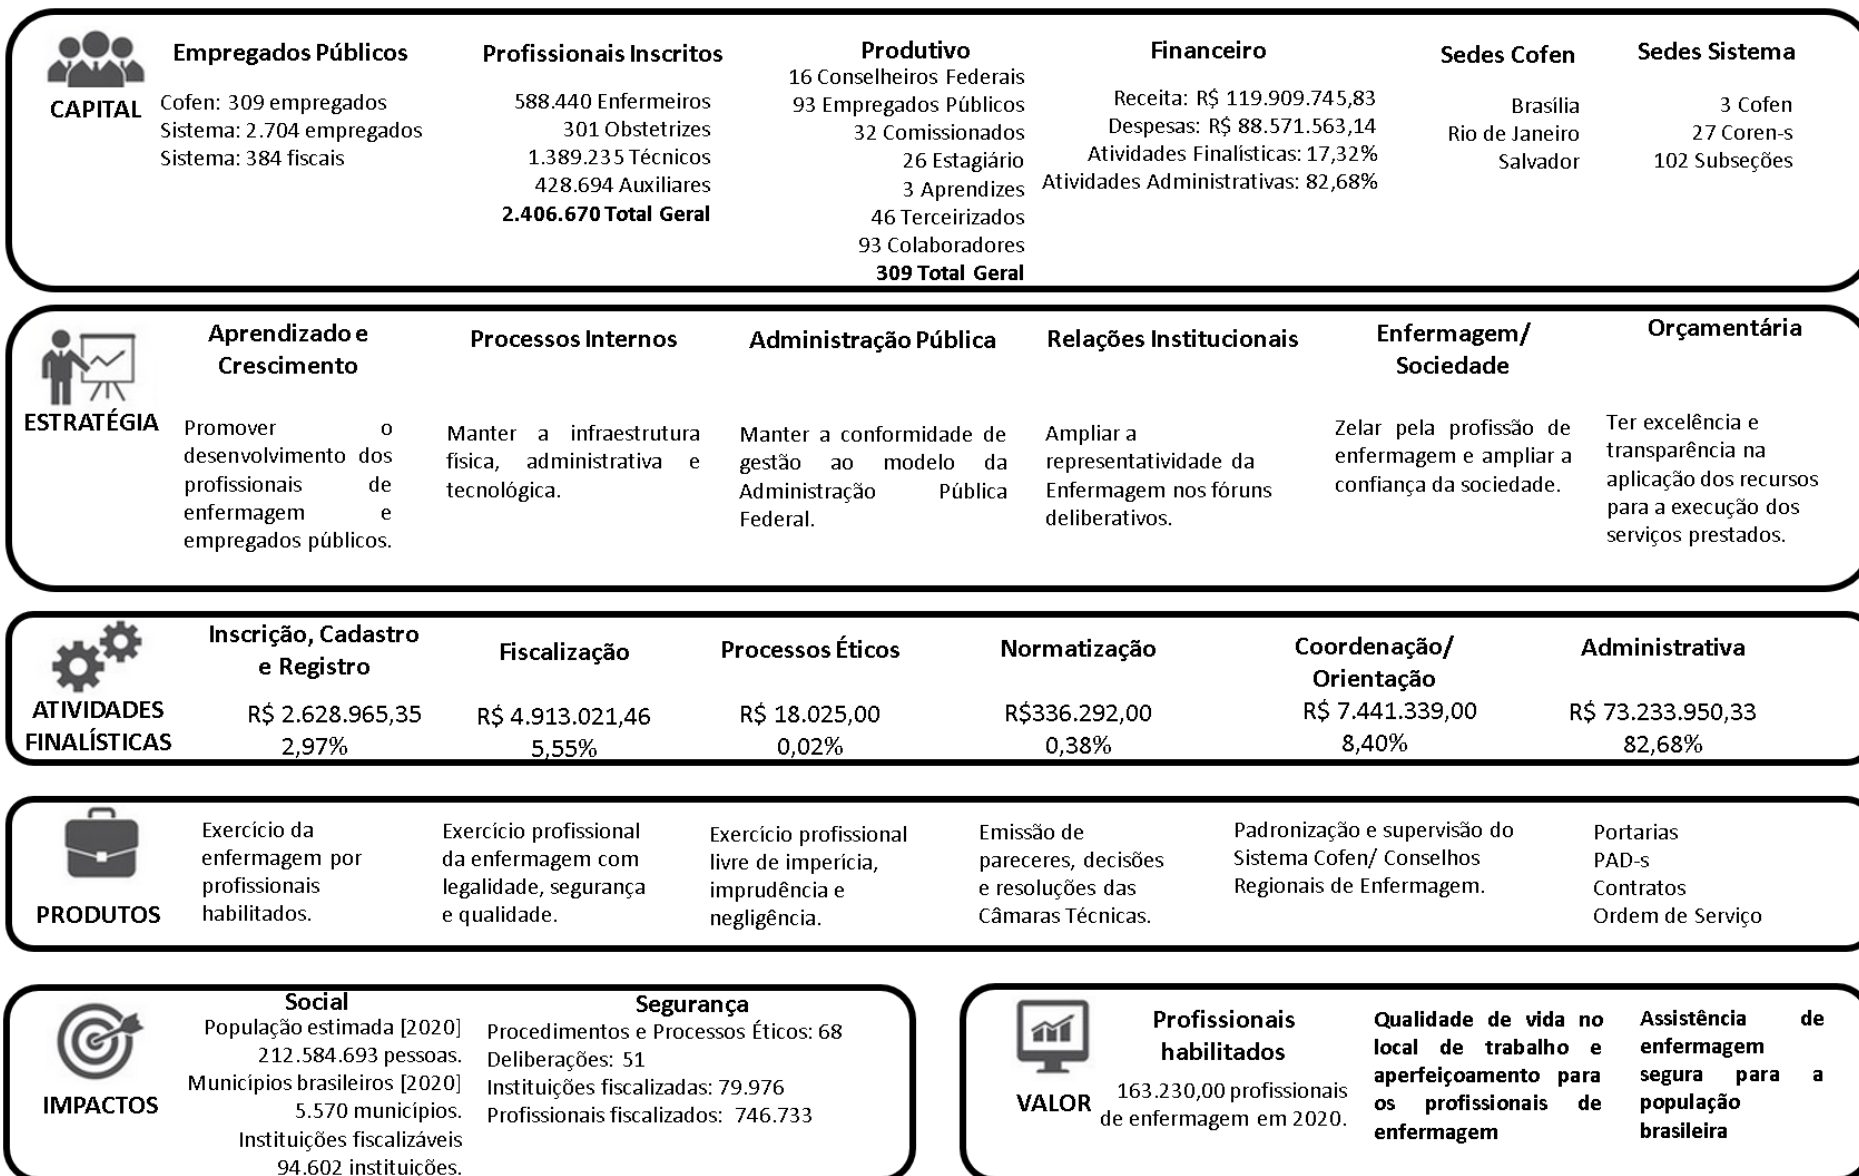 CAPITAL
Empregados Públicos
Cofen: 309 empregados
Sistema: 2.704 empregados
Sistema: 384 fiscais
Profissionais Inscritos
588.440 Enfermeiros
301 Obstetrizes
1.389.235 Técnicos
428.694 Auxiliares
2.406.670 Total Geral
Produtivo
16 Conselheiros Federais
93 Empregados Públicos
32 Comissionados
26 Estagiário
3 Aprendizes
46 Terceirizados
93 Colaboradores
309 Total Geral
Financeiro
Receita: R$ 119.909.745,83
Despesas: R$ 88.571.563,14
Atividades Finalísticas: 17,32%
Atividades Administrativas: 82,68%
Sedes Cofen
Brasília
Rio de Janeiro
Salvador
Sedes Sistema
3 Cofen
27 Coren-s
102 Subseções
ESTRATÉGIA
Aprendizado e
Crescimento
Promover o
desenvolvimento dos
profissionais de
enfermagem e
empregados públicos.
Processos Internos
Manter a infraestrutura
física, administrativa e
tecnológica.
Administração Pública
Manter a conformidade de
gestão ao modelo da
Administração Pública
Federal.
Relações Institucionais
Ampliar a
representatividade da
Enfermagem nos fóruns
deliberativos.
Enfermagem/
Sociedade
Zelar pela profissão de
enfermagem e ampliar a
confiança da sociedade.
Orçamentária
Ter excelência e
transparência na
aplicação dos recursos
para a execução dos
serviços prestados.
ATIVIDADES
FINALÍSTICAS
Inscrição, Cadastro
e Registro
R$ 2.628.965,35
2,97%
Fiscalização
R$ 4.913.021,46
5,55%
Processos Éticos
R$ 18.025,00
0,02%
Normatização
R$336.292,00
0,38%
Coordenação/
Orientação
R$ 7.441.339,00
8,40%
Administrativa
R$ 73.233.950,33
82,68%
PRODUTOS
Exercício da
enfermagem por
profissionais
habilitados.
Exercício profissional
da enfermagem com
legalidade, segurança
e qualidade.
Exercício profissional
livre de imperícia,
imprudência e
negligência.
Emissão de
pareceres, decisões
e resoluções das
Câmaras Técnicas.
Padronização e supervisão do
Sistema Cofen/ Conselhos
Regionais de Enfermagem.
Portarias
PAD-s
Contratos
Ordem de Serviço
IMPACTOS
Social
População estimada [2020]
212.584.693 pessoas.
Municípios brasileiros [2020]
5.570 municípios.
Instituições fiscalizáveis
94.602 instituições.
Segurança
Procedimentos e Processos Éticos: 68
Deliberações: 51
Instituições fiscalizadas: 79.976
Profissionais fiscalizados: 746.733
VALOR
Profissionais
habilitados
163.230,00 profissionais
de enfermagem em 2020.
Qualidade de vida no
local de trabalho e
aperfeiçoamento para
os profissionais de
enfermagem
Assistência de
enfermagem
segura para a
população
brasileira